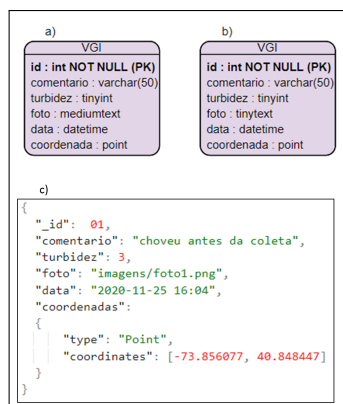 a)
VGI
id : int NOT NULL (PK)
comentario : varchar(50)
turbidez : tinyint
foto : mediumtext
data : datetime
coordenada : point
b)
VGI
id : int NOT NULL (PK)
comentario : varchar(50)
turbidez : tinyint
foto : tinytext
data : datetime
coordenada : point
c)
{
"_id": 01,
"comentario": "choveu antes da coleta",
"turbidez": 3,
"foto": "imagens/foto1.png",
"data": "2020-11-25 16:04",
"coordenadas":
{
"type": "Point",
"coordinates": [-73.856077, 40.848447]
}
}